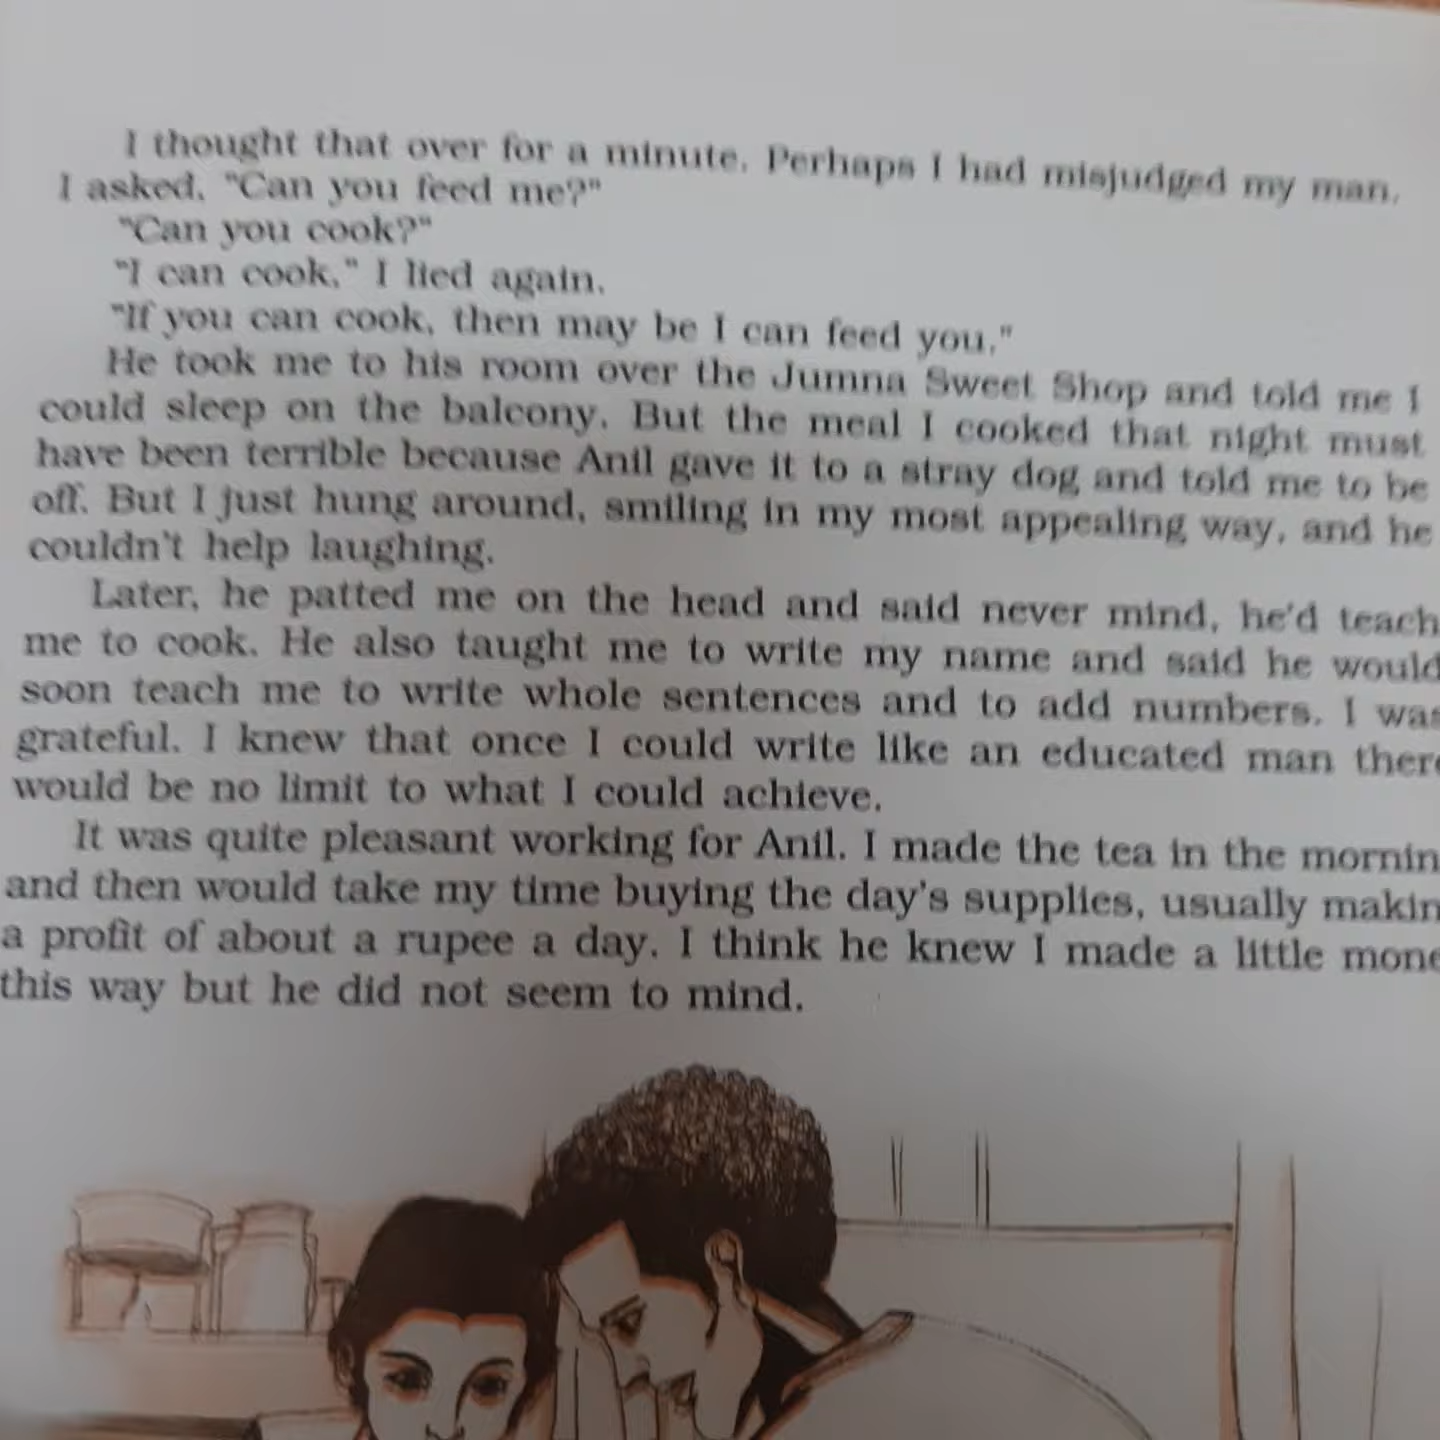 I thought that over for a minute. Perhaps I had misjudged my man.
I asked, "Can you feed me?"
"Can you cook?"
"I can cook," I lied again.
"If you can cook, then may be I can feed you."
He took me to his room over the Jumna Sweet Shop and told me I
could sleep on the balcony. But the meal I cooked that night must
have been terrible because Anil gave it to a stray dog and told me to be
off. But I just hung around, smiling in my most appealing way, and he
couldn't help laughing.
Later, he patted me on the head and said never mind, he'd teach
me to cook. He also taught me to write my name and said he would
soon teach me to write whole sentences and to add numbers. I was
grateful. I knew that once I could write like an educated man there
would be no limit to what I could achieve.
It was quite pleasant working for Anil. I made the tea in the mornin
and then would take my time buying the day's supplies, usually makin
a profit of about a rupee a day. I think he knew I made a little mone
this way but he did not seem to mind.